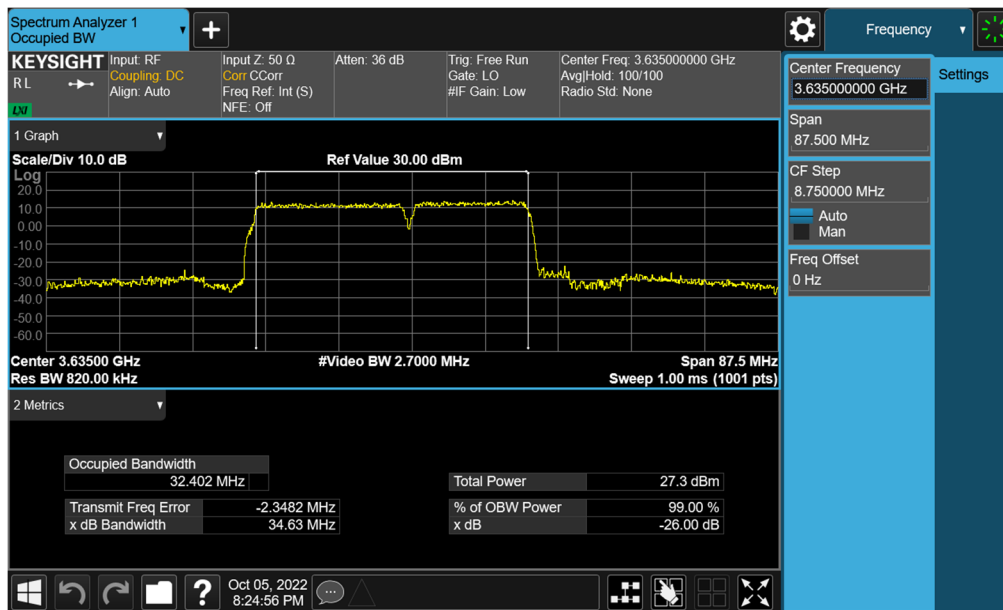 Spectrum Analyzer 1
Occupied BW
Frequency
KEYSIGHT
R L
LXI
Input: RF
Coupling: DC
Align: Auto
Input Z: 50 Ω
Corr CCorr
Freq Ref: Int (S)
NFE: Off
Atten: 36 dB
Trig: Free Run
Gate: LO
#IF Gain: Low
Center Freq: 3.635000000 GHz
Avg|Hold: 100/100
Radio Std: None
Center Frequency
3.635000000 GHz
Settings
Span
87.500 MHz
CF Step
8.750000 MHz
Auto
Man
Freq Offset
0 Hz
1 Graph
Scale/Div 10.0 dB
Ref Value 30.00 dBm
Log
20.0
10.0
0.00
-10.0
-20.0
-30.0
-40.0
-50.0
-60.0
Center 3.63500 GHz
#Video BW 2.7000 MHz
Span 87.5 MHz
Res BW 820.00 kHz
Sweep 1.00 ms (1001 pts)
2 Metrics
Occupied Bandwidth
32.402 MHz
Total Power 27.3 dBm
Transmit Freq Error -2.3482 MHz
% of OBW Power 99.00 %
x dB Bandwidth 34.63 MHz
x dB -26.00 dB
Oct 05, 2022
8:24:56 PM